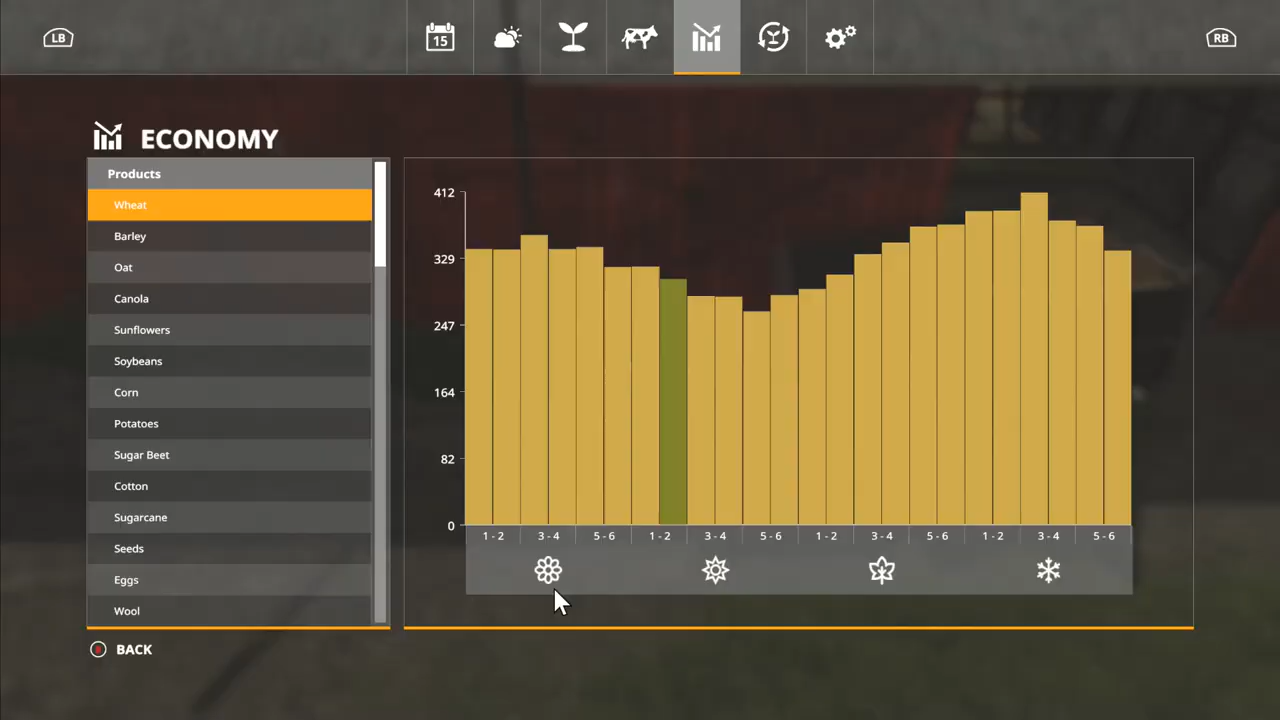 LB
15
RB
ECONOMY
Products
Wheat
Barley
Oat
Canola
Sunflowers
Soybeans
Corn
Potatoes
Sugar Beet
Cotton
Sugarcane
Seeds
Eggs
Wool
412
329
247
164
82
0
1 - 2 3 - 4 5 - 6 1 - 2 3 - 4 5 - 6 1 - 2 3 - 4 5 - 6 1 - 2 3 - 4 5 - 6
BACK